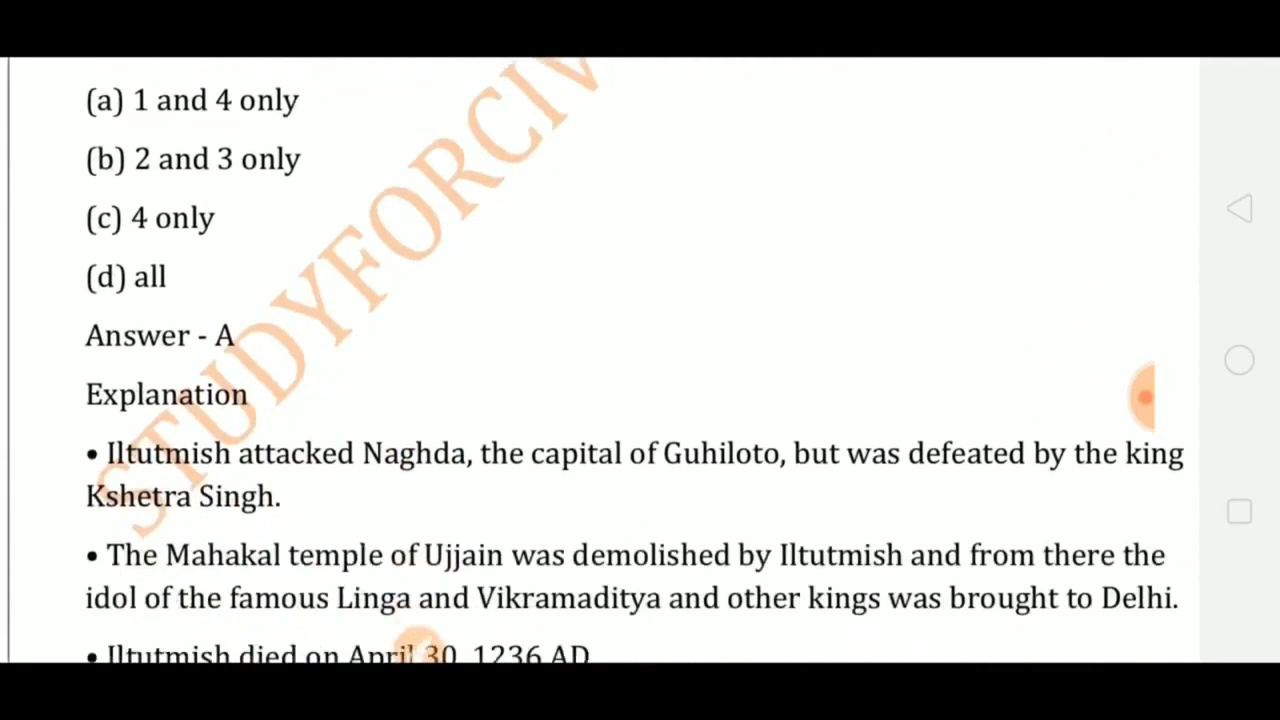 (a) 1 and 4 only
(b) 2 and 3 only
(c) 4 only
(d) all
Answer - A
Explanation
• Iltutmish attacked Naghda, the capital of Guhiloto, but was defeated by the king
Kshetra Singh.
• The Mahakal temple of Ujjain was demolished by Iltutmish and from there the
idol of the famous Linga and Vikramaditya and other kings was brought to Delhi.
• Iltutmish died on April 30, 1236 AD
STUDYFORCIV